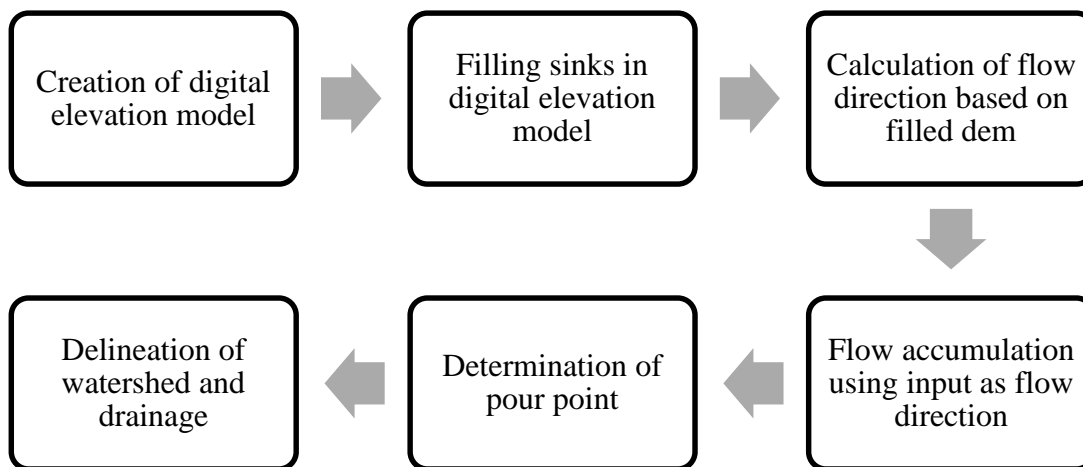 Creation of digital
elevation model
Filling sinks in
digital elevation
model
Calculation of flow
direction based on
filled dem
Flow accumulation
using input as flow
direction
Determination of
pour point
Delineation of
watershed and
drainage